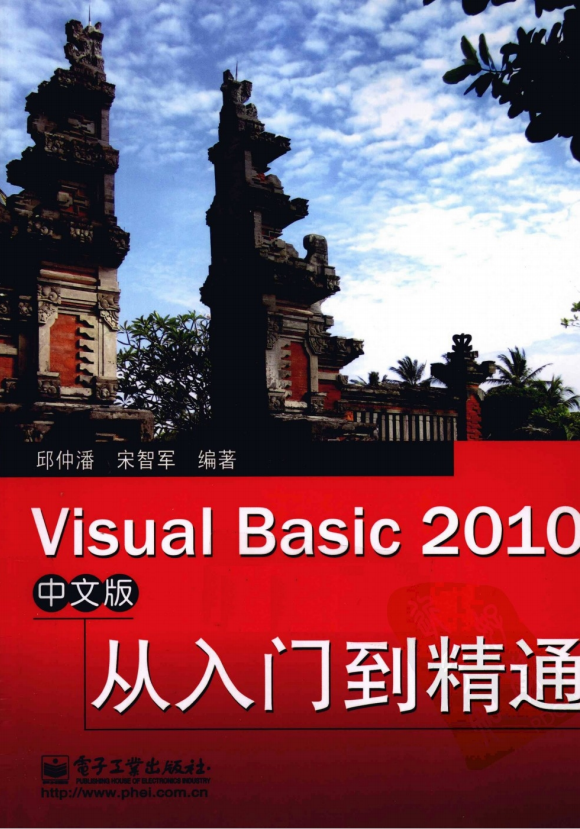 邱仲潘 宋智军 编著
Visual Basic 2010
中文版
从入门到精通
電子工業出版社·
PUBLISHING HOUSE OF ELECTRONICS INDUSTRY
http://www.phei.com.cn